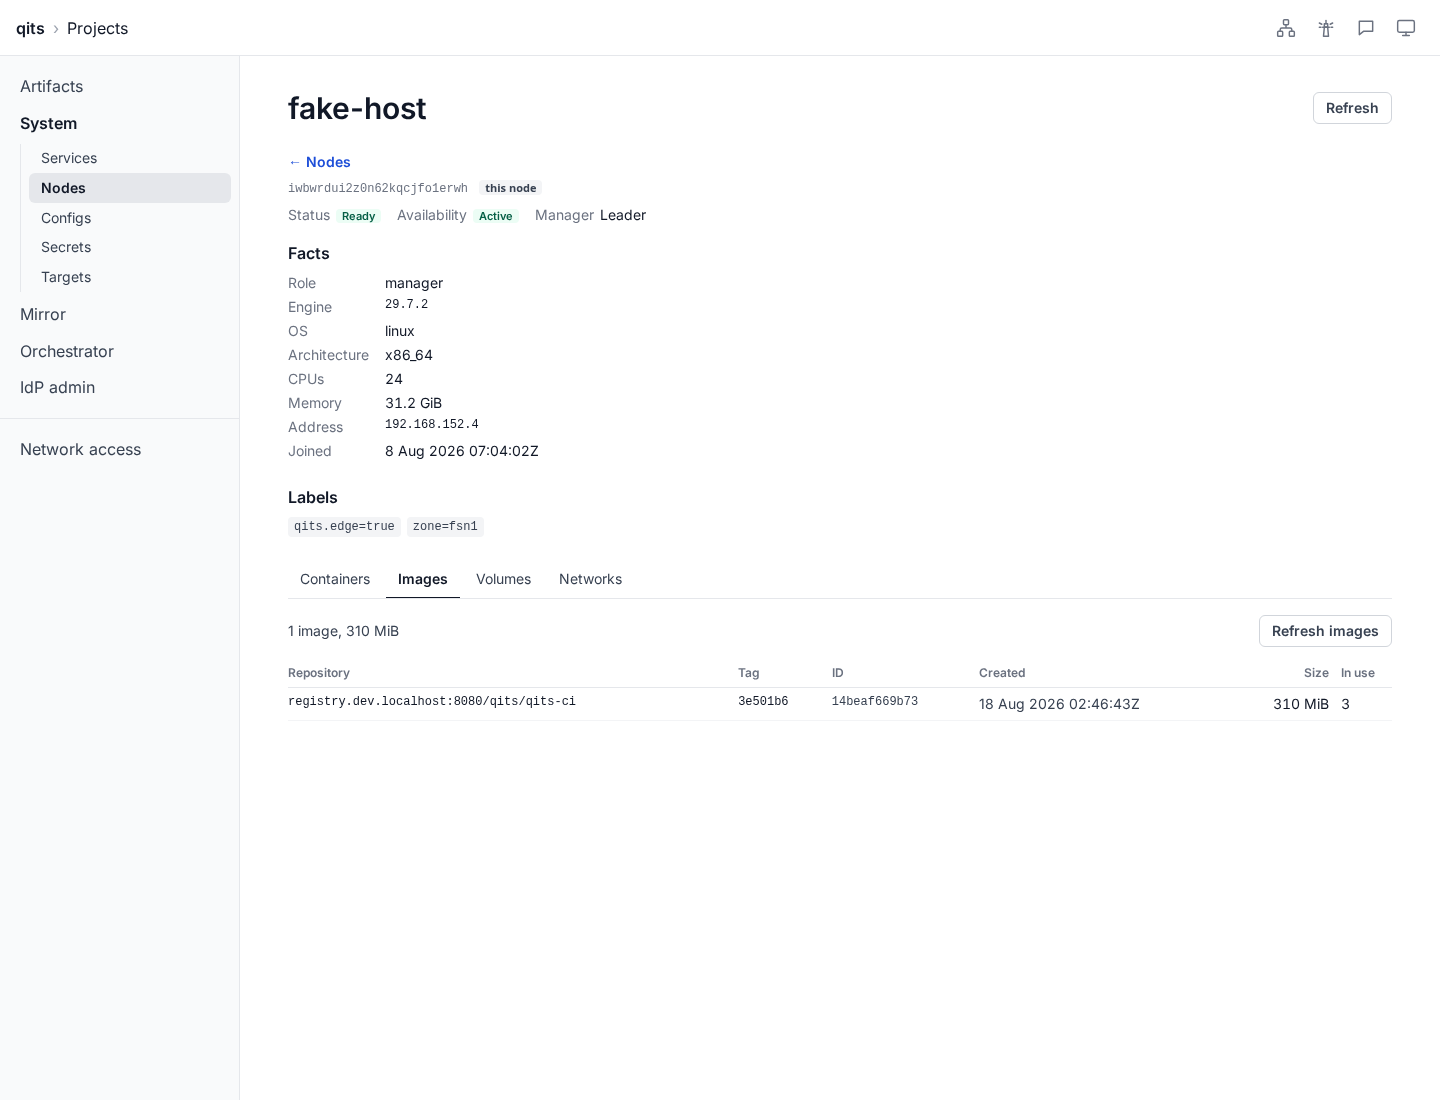 qits › Projects
Artifacts
System
Services
Nodes
Configs
Secrets
Targets
Mirror
Orchestrator
IdP admin
Network access
fake-host
Refresh
← Nodes
iwbwrdui2z0n62kqcjfo1erwh this node
Status Ready Availability Active Manager Leader
Facts
Role manager
Engine 29.7.2
OS linux
Architecture x86_64
CPUs 24
Memory 31.2 GiB
Address 192.168.152.4
Joined 8 Aug 2026 07:04:02Z
Labels
qits.edge=true zone=fsn1
Containers Images Volumes Networks
1 image, 310 MiB
Refresh images
Repository Tag ID Created Size In use
registry.dev.localhost:8080/qits/qits-ci 3e501b6 14beaf669b73 18 Aug 2026 02:46:43Z 310 MiB 3